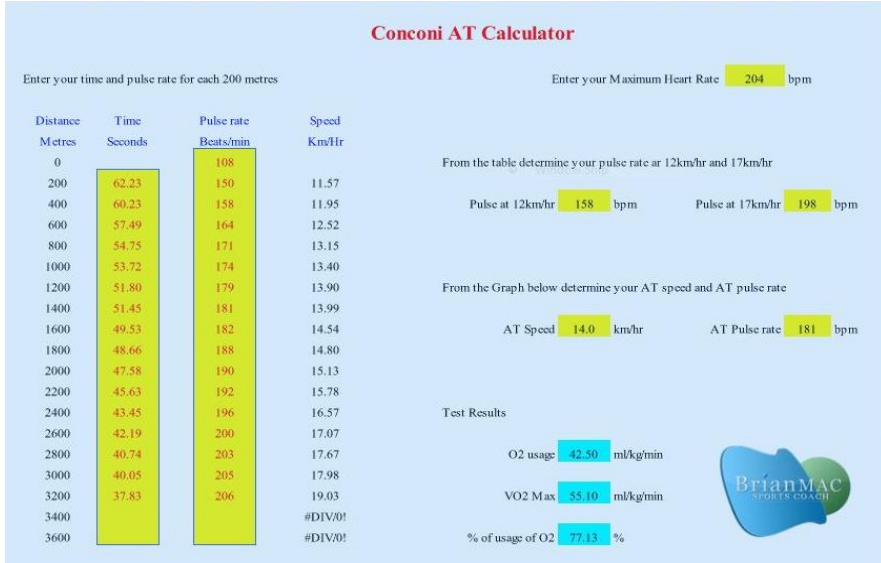 Conconi AT Calculator
Enter your time and pulse rate for each 200 metres
Enter your Maximum Heart Rate 204 bpm
Distance Time Pulse rate Speed
Metres Seconds Beats/min Km/Hr
0 108
From the table determine your pulse rate ar 12km/hr and 17km/hr
200 62.23 150 11.57
400 60.23 158 11.95
Pulse at 12km/hr 158 bpm Pulse at 17km/hr 198 bpm
600 57.49 164 12.52
800 54.75 171 13.15
1000 53.72 174 13.40
1200 51.80 179 13.90
From the Graph below determine your AT speed and AT pulse rate
1400 51.45 181 13.99
1600 49.53 182 14.54
AT Speed 14.0 km/hr AT Pulse rate 181 bpm
1800 48.66 188 14.80
2000 47.58 190 15.13
2200 45.63 192 15.78
2400 43.45 196 16.57
Test Results
2600 42.19 200 17.07
2800 40.74 203 17.67
O2 usage 42.50 ml/kg/min
3000 40.05 205 17.98
3200 37.83 206 19.03
VO2 Max 55.10 ml/kg/min
BrianMAC
SPORTS COACH
3400 #DIV/0!
3600 #DIV/0!
% of usage of O2 77.13 %